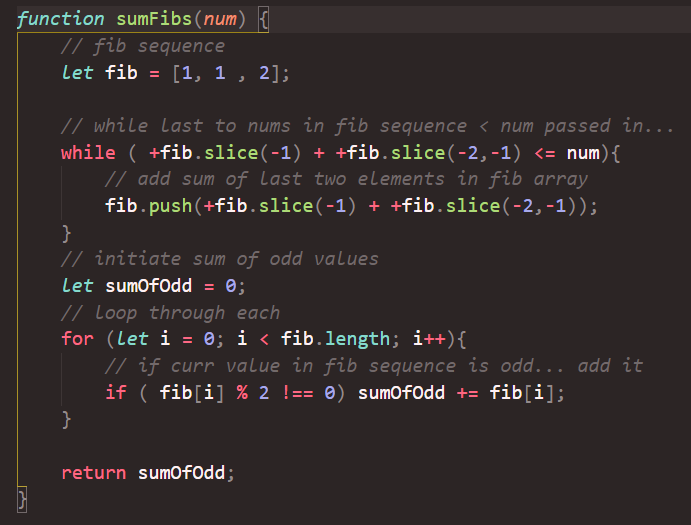 function sumFibs(num) {
    // fib sequence
    let fib = [1, 1 , 2];

    // while last to nums in fib sequence < num passed in...
    while ( +fib.slice(-1) + +fib.slice(-2,-1) <= num){
        // add sum of last two elements in fib array
        fib.push(+fib.slice(-1) + +fib.slice(-2,-1));
    }
    // initiate sum of odd values
    let sumOfOdd = 0;
    // loop through each
    for (let i = 0; i < fib.length; i++){
        // if curr value in fib sequence is odd... add it
        if ( fib[i] % 2 !== 0) sumOfOdd += fib[i];
    }

    return sumOfOdd;
}